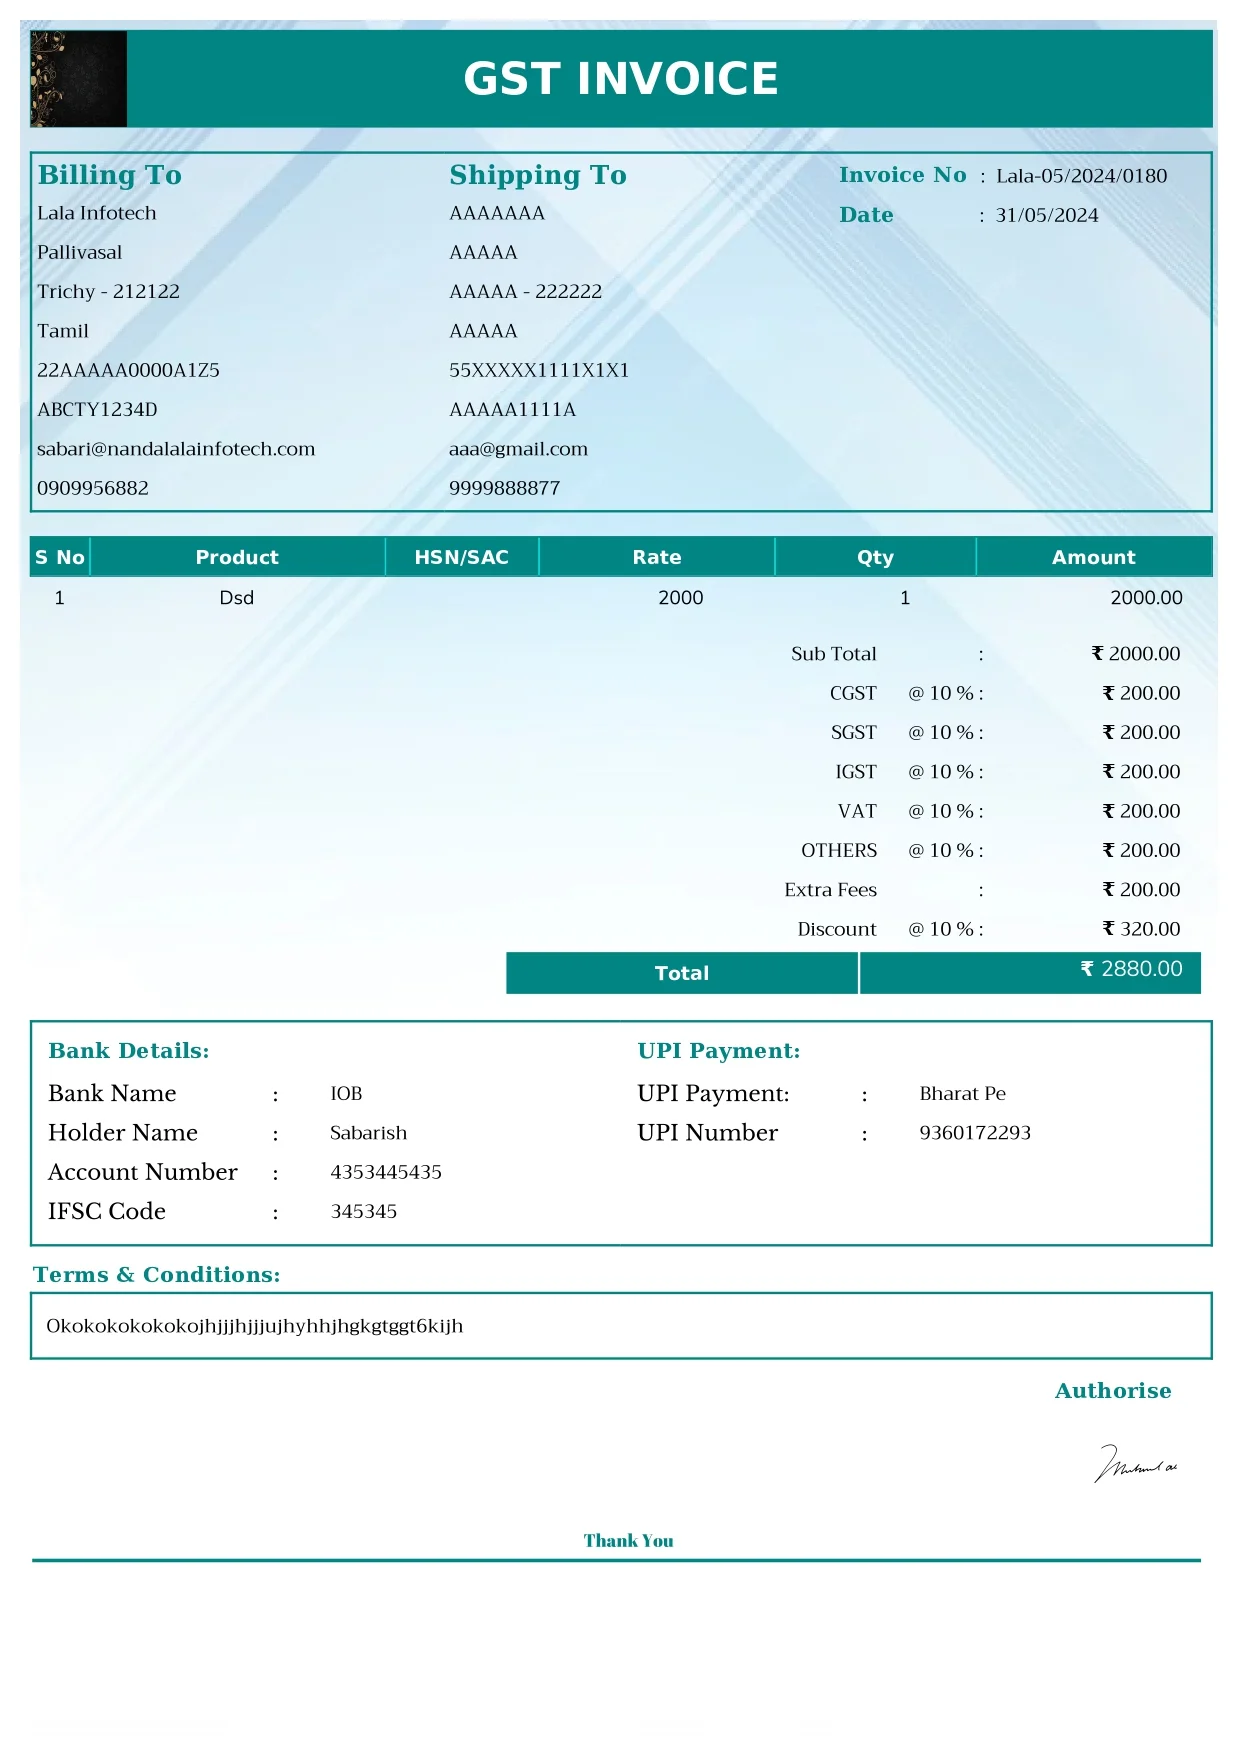 GST INVOICE
Billing To
Lala Infotech
Pallivasal
Trichy - 212122
Tamil
22AAAAA0000A1Z5
ABCTY1234D
sabari@nandalalainfotech.com
0909956882
Shipping To
AAAAAAA
AAAAA
AAAAA - 222222
AAAAA
55XXXXX1111X1X1
AAAAA1111A
aaa@gmail.com
9999888877
Invoice No : Lala-05/2024/0180
Date : 31/05/2024
S No Product HSN/SAC Rate Qty Amount
1 Dsd 2000 1 2000.00
Sub Total : ₹ 2000.00
CGST @ 10 % : ₹ 200.00
SGST @ 10 % : ₹ 200.00
IGST @ 10 % : ₹ 200.00
VAT @ 10 % : ₹ 200.00
OTHERS @ 10 % : ₹ 200.00
Extra Fees : ₹ 200.00
Discount @ 10 % : ₹ 320.00
Total ₹ 2880.00
Bank Details:
Bank Name : IOB
Holder Name : Sabarish
Account Number : 4353445435
IFSC Code : 345345
UPI Payment:
UPI Payment: : Bharat Pe
UPI Number : 9360172293
Terms & Conditions:
Okokokokokokojhjjjhjjjujhyhhjhgkgtggt6kijh
Authorise
Thank You